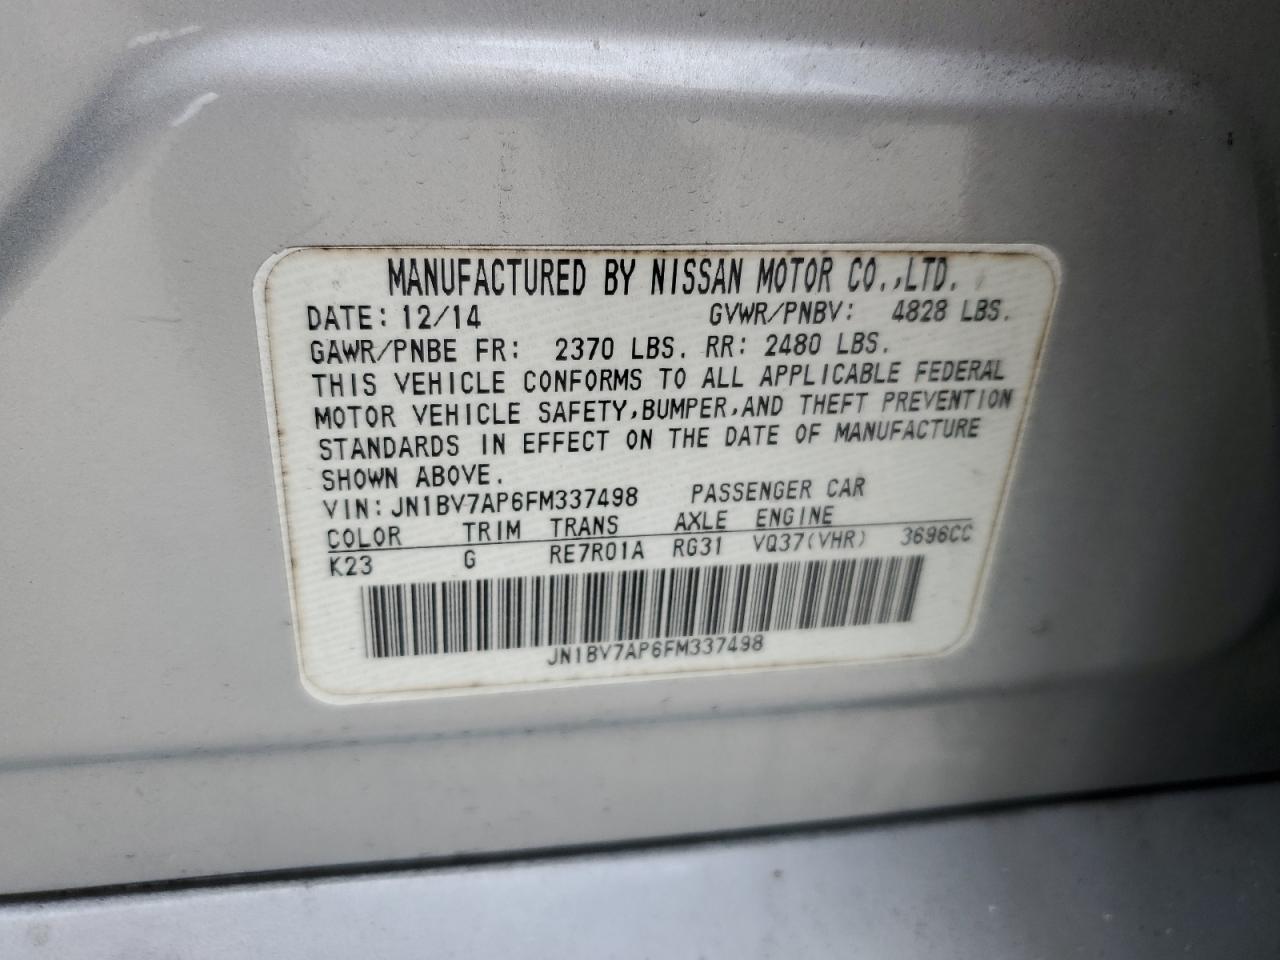 MANUFACTURED BY NISSAN MOTOR CO.,LTD.
DATE: 12/14 GVWR/PNBV: 4828 LBS.
GAWR/PNBE FR: 2370 LBS. RR: 2480 LBS.
THIS VEHICLE CONFORMS TO ALL APPLICABLE FEDERAL
MOTOR VEHICLE SAFETY,BUMPER,AND THEFT PREVENTION
STANDARDS IN EFFECT ON THE DATE OF MANUFACTURE
SHOWN ABOVE.
VIN: JN1BV7AP6FM337498 PASSENGER CAR
COLOR TRIM TRANS AXLE ENGINE
K23 G RE7R01A RG31 VQ37(VHR) 3696CC
JN1BV7AP6FM337498